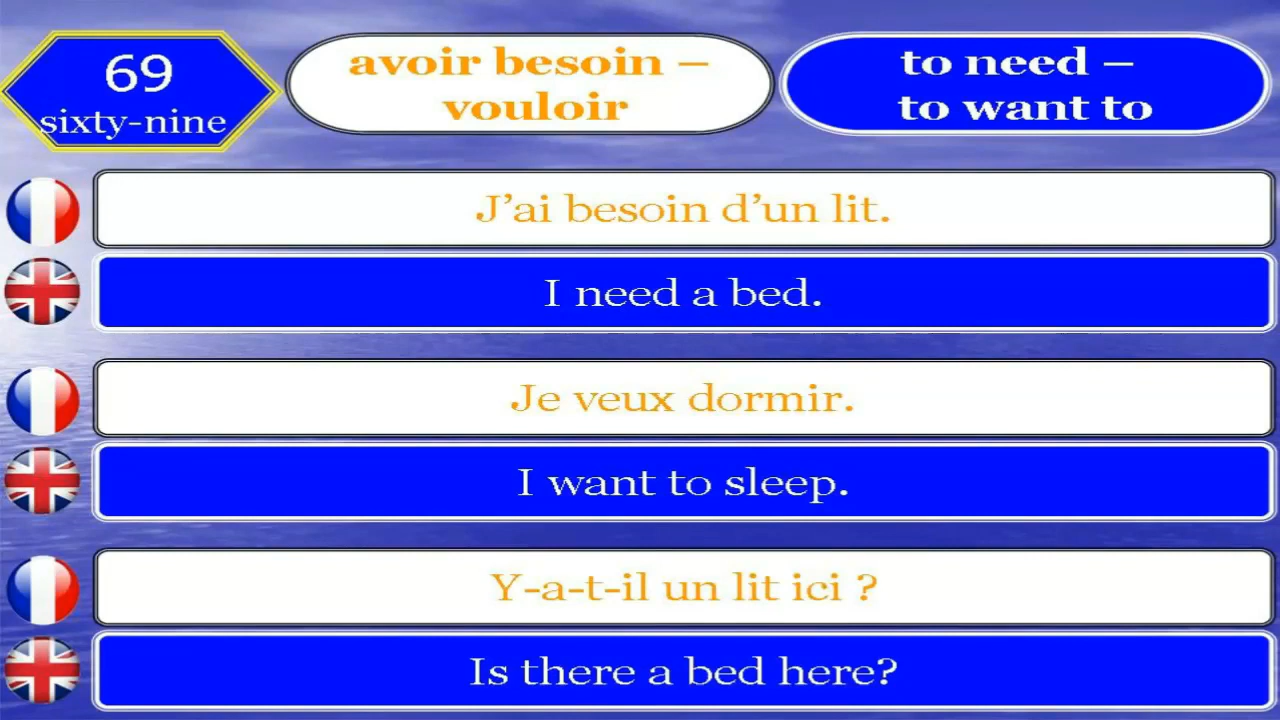 69
sixty-nine
avoir besoin –
vouloir
to need –
to want to
J’ai besoin d’un lit.
I need a bed.
Je veux dormir.
I want to sleep.
Y-a-t-il un lit ici ?
Is there a bed here?